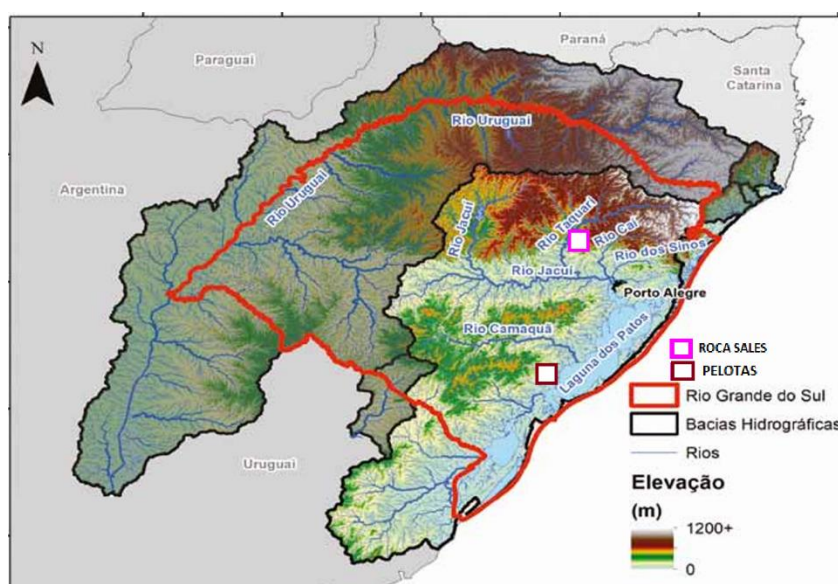 N
Paraguai
Paraná
Santa
Catarina
Argentina
Rio Uruguai
Rio Uruguai
Rio Jacuí
Rio Taquari
Rio Caí
Rio dos Sinos
Rio Jacuí
Porto Alegre
Rio Camaquã
Laguna dos Patos
Uruguai
ROCA SALES
PELOTAS
Rio Grande do Sul
Bacias Hidrográficas
Rios
Elevação
(m)
1200+
0